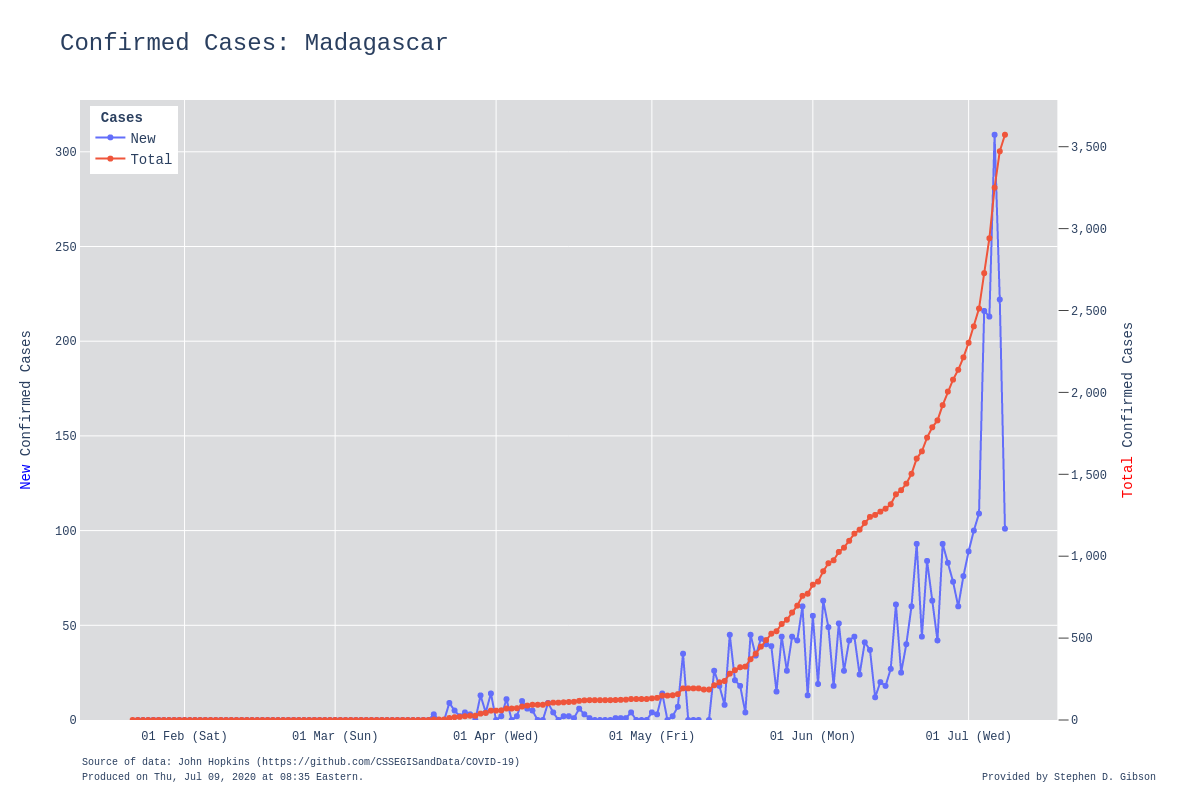 Confirmed Cases: Madagascar
Cases
New
Total
300
250
200
150
100
50
0
3,500
3,000
2,500
2,000
1,500
1,000
500
0
New Confirmed Cases
Total Confirmed Cases
01 Feb (Sat)
01 Mar (Sun)
01 Apr (Wed)
01 May (Fri)
01 Jun (Mon)
01 Jul (Wed)
Source of data: John Hopkins (https://github.com/CSSEGISandData/COVID-19)
Produced on Thu, Jul 09, 2020 at 08:35 Eastern.
Provided by Stephen D. Gibson